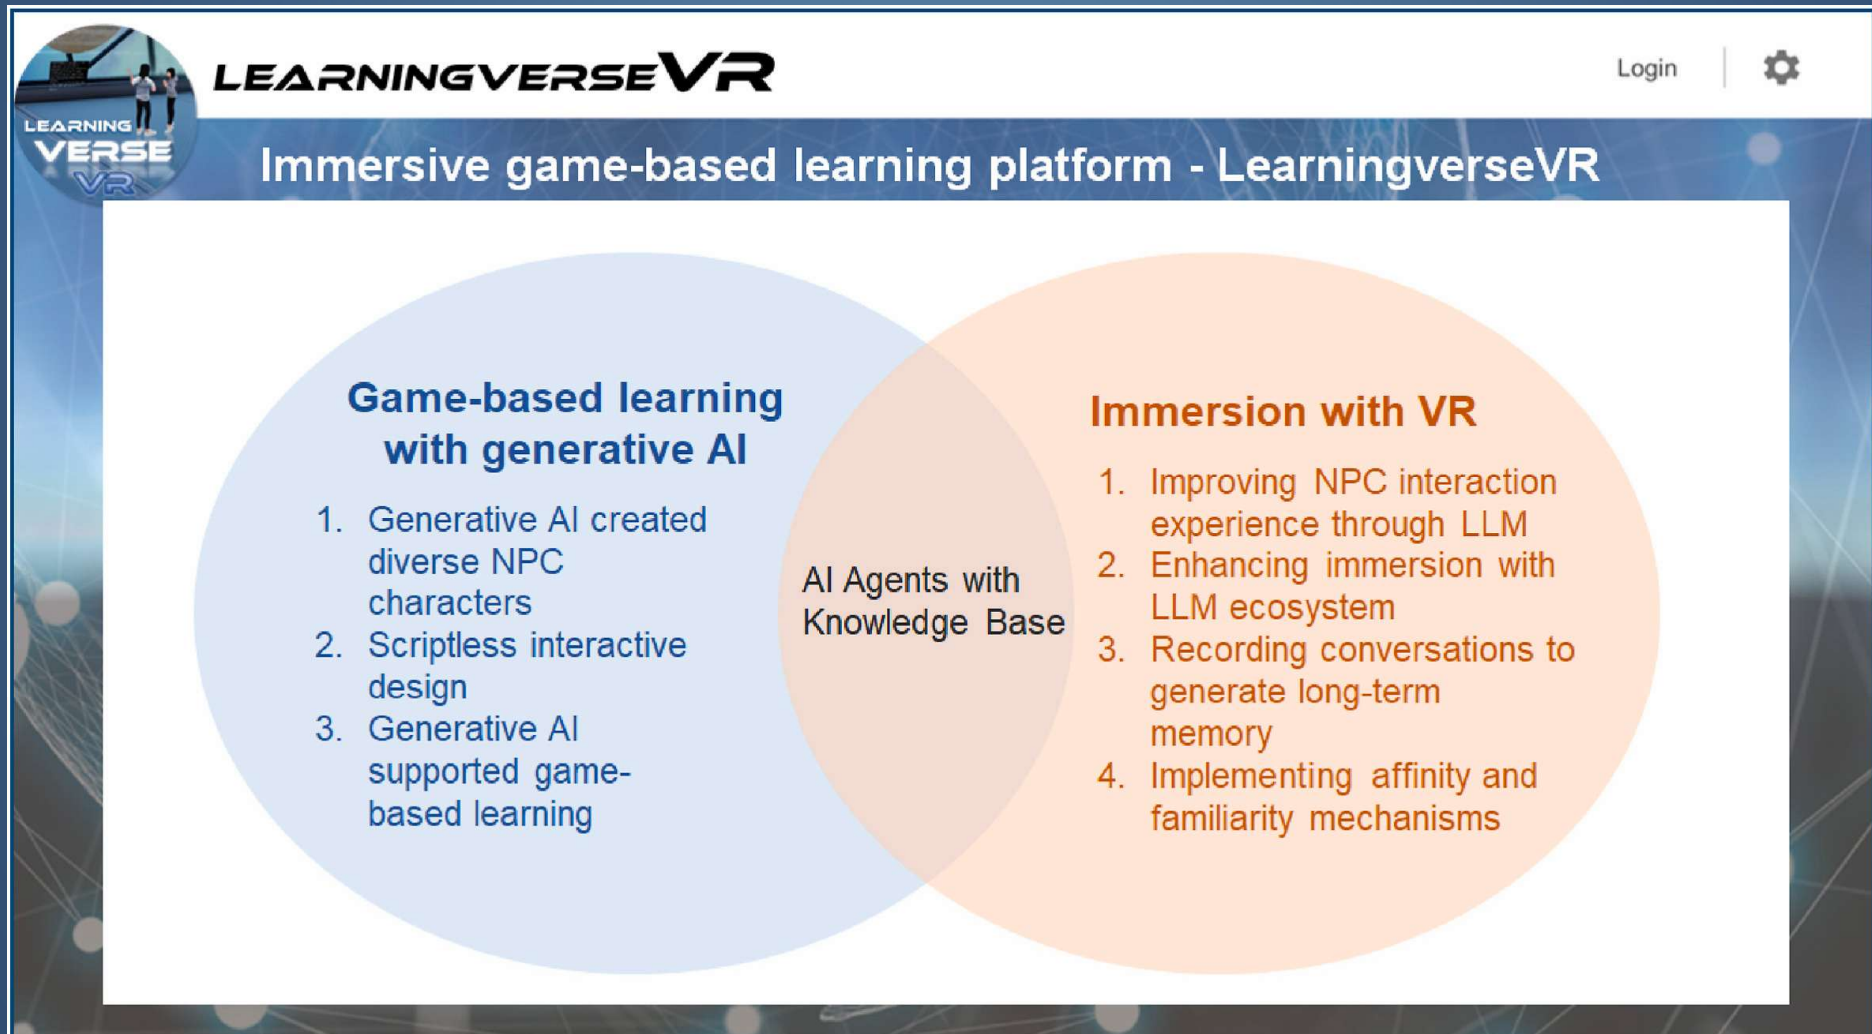 LEARNINGVERSEVR
Login
LEARNING
VERSE
VR
Immersive game-based learning platform - LearningverseVR
Game-based learning
with generative AI
1. Generative AI created
diverse NPC
characters
2. Scriptless interactive
design
3. Generative AI
supported game-
based learning
AI Agents with
Knowledge Base
Immersion with VR
1. Improving NPC interaction
experience through LLM
2. Enhancing immersion with
LLM ecosystem
3. Recording conversations to
generate long-term
memory
4. Implementing affinity and
familiarity mechanisms